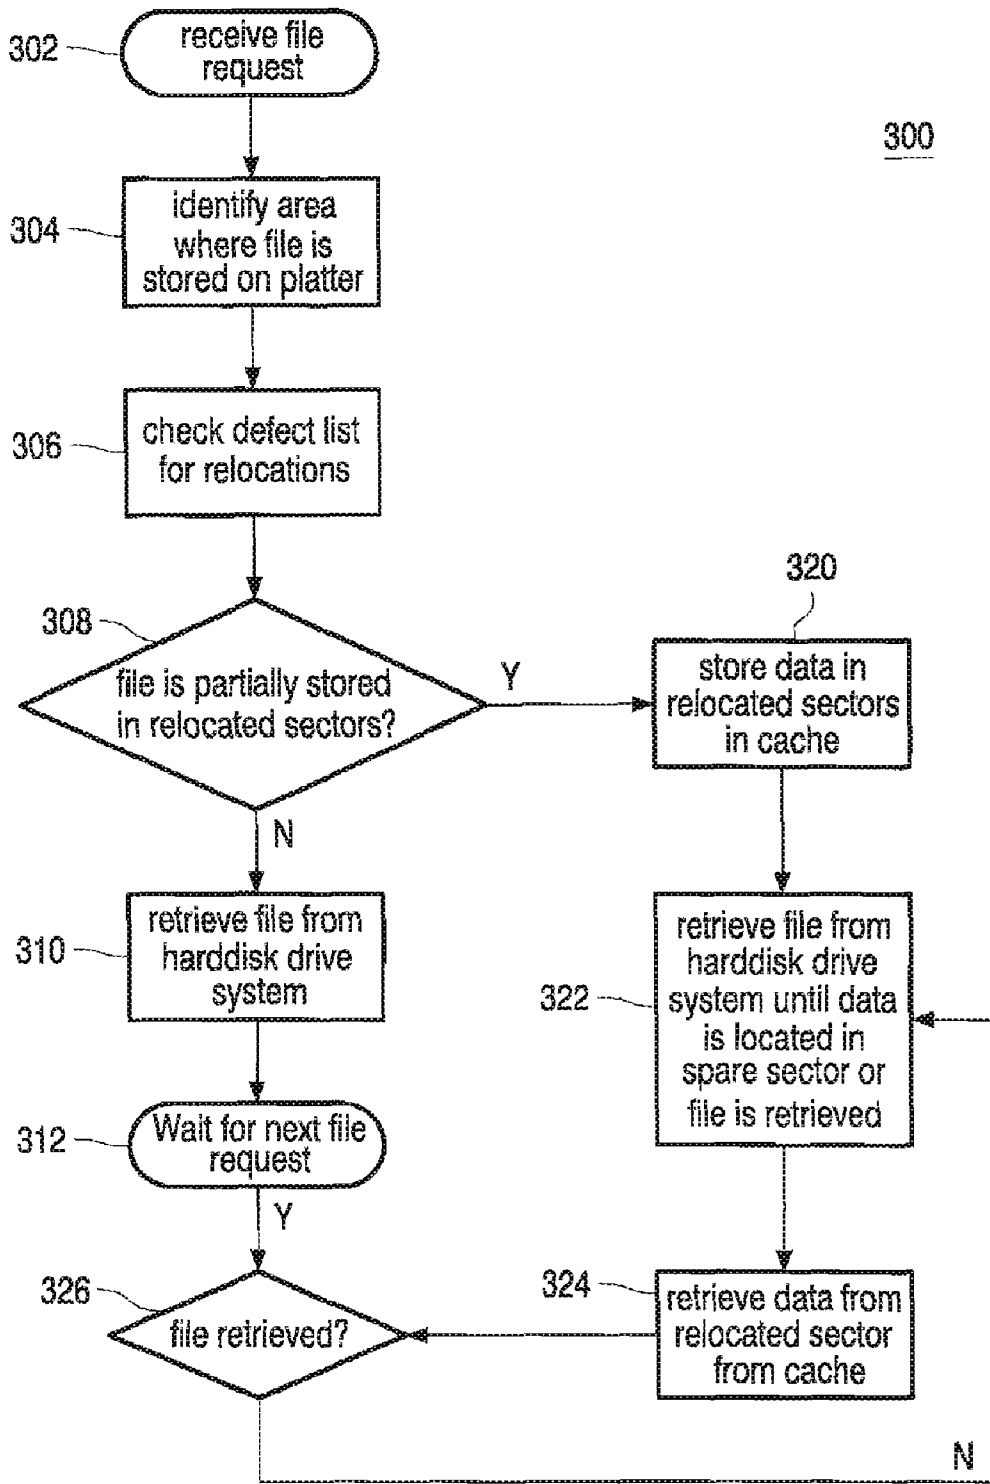 302
receive file
request
300
304
identify area
where file is
stored on platter
306
check defect list
for relocations
308
file is partially stored
in relocated sectors?
Y
N
320
store data in
relocated sectors
in cache
310
retrieve file from
harddisk drive
system
322
retrieve file from
harddisk drive
system until data
is located in
spare sector or
file is retrieved
312
Wait for next file
request
Y
326
file retrieved?
324
retrieve data from
relocated sector
from cache
N